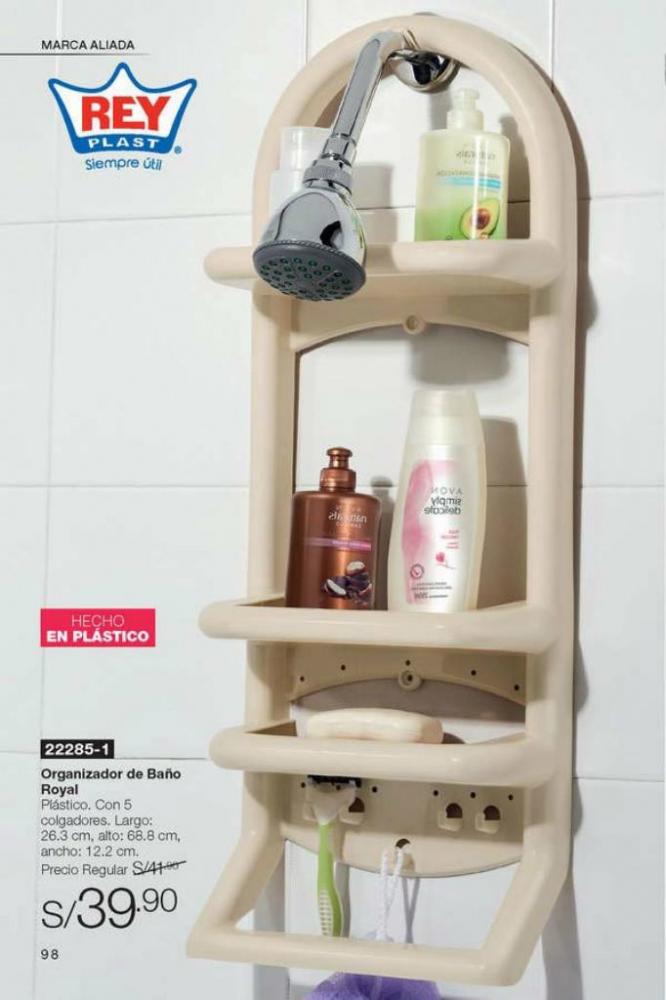 MARCA ALIADA
REY
PLAST
Siempre útil
naturals
AVON
simply
delicate
HECHO
EN PLÁSTICO
22285-1
Organizador de Baño
Royal
Plástico. Con 5
colgadores. Largo:
26.3 cm, alto: 68.8 cm,
ancho: 12.2 cm.
Precio Regular S/41.90
S/39.90
98